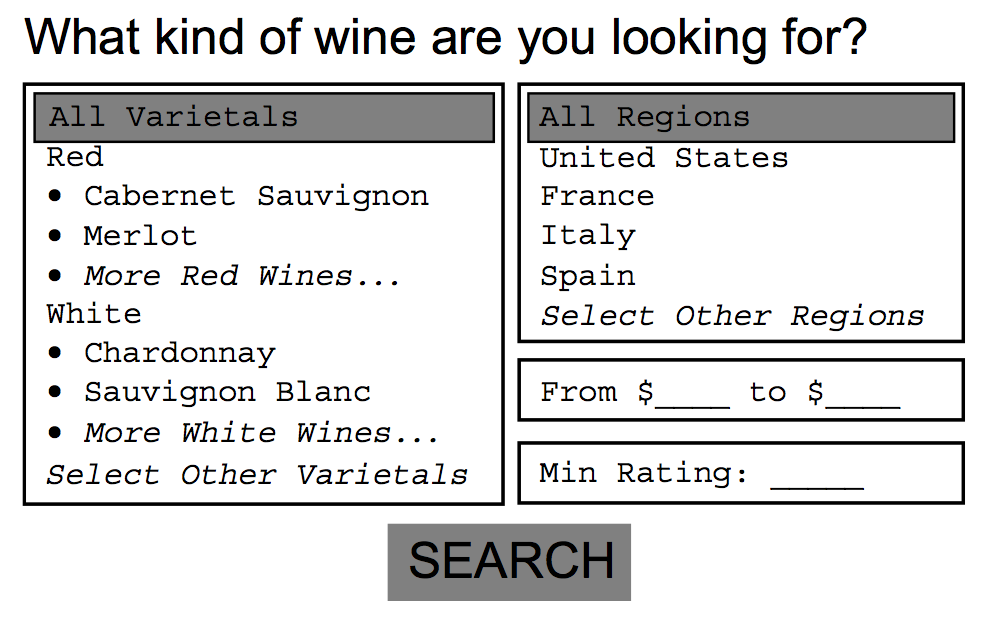 What kind of wine are you looking for?
All Varietals
Red
• Cabernet Sauvignon
• Merlot
• More Red Wines...
White
• Chardonnay
• Sauvignon Blanc
• More White Wines...
Select Other Varietals
All Regions
United States
France
Italy
Spain
Select Other Regions
From $____ to $____
Min Rating: _____
SEARCH